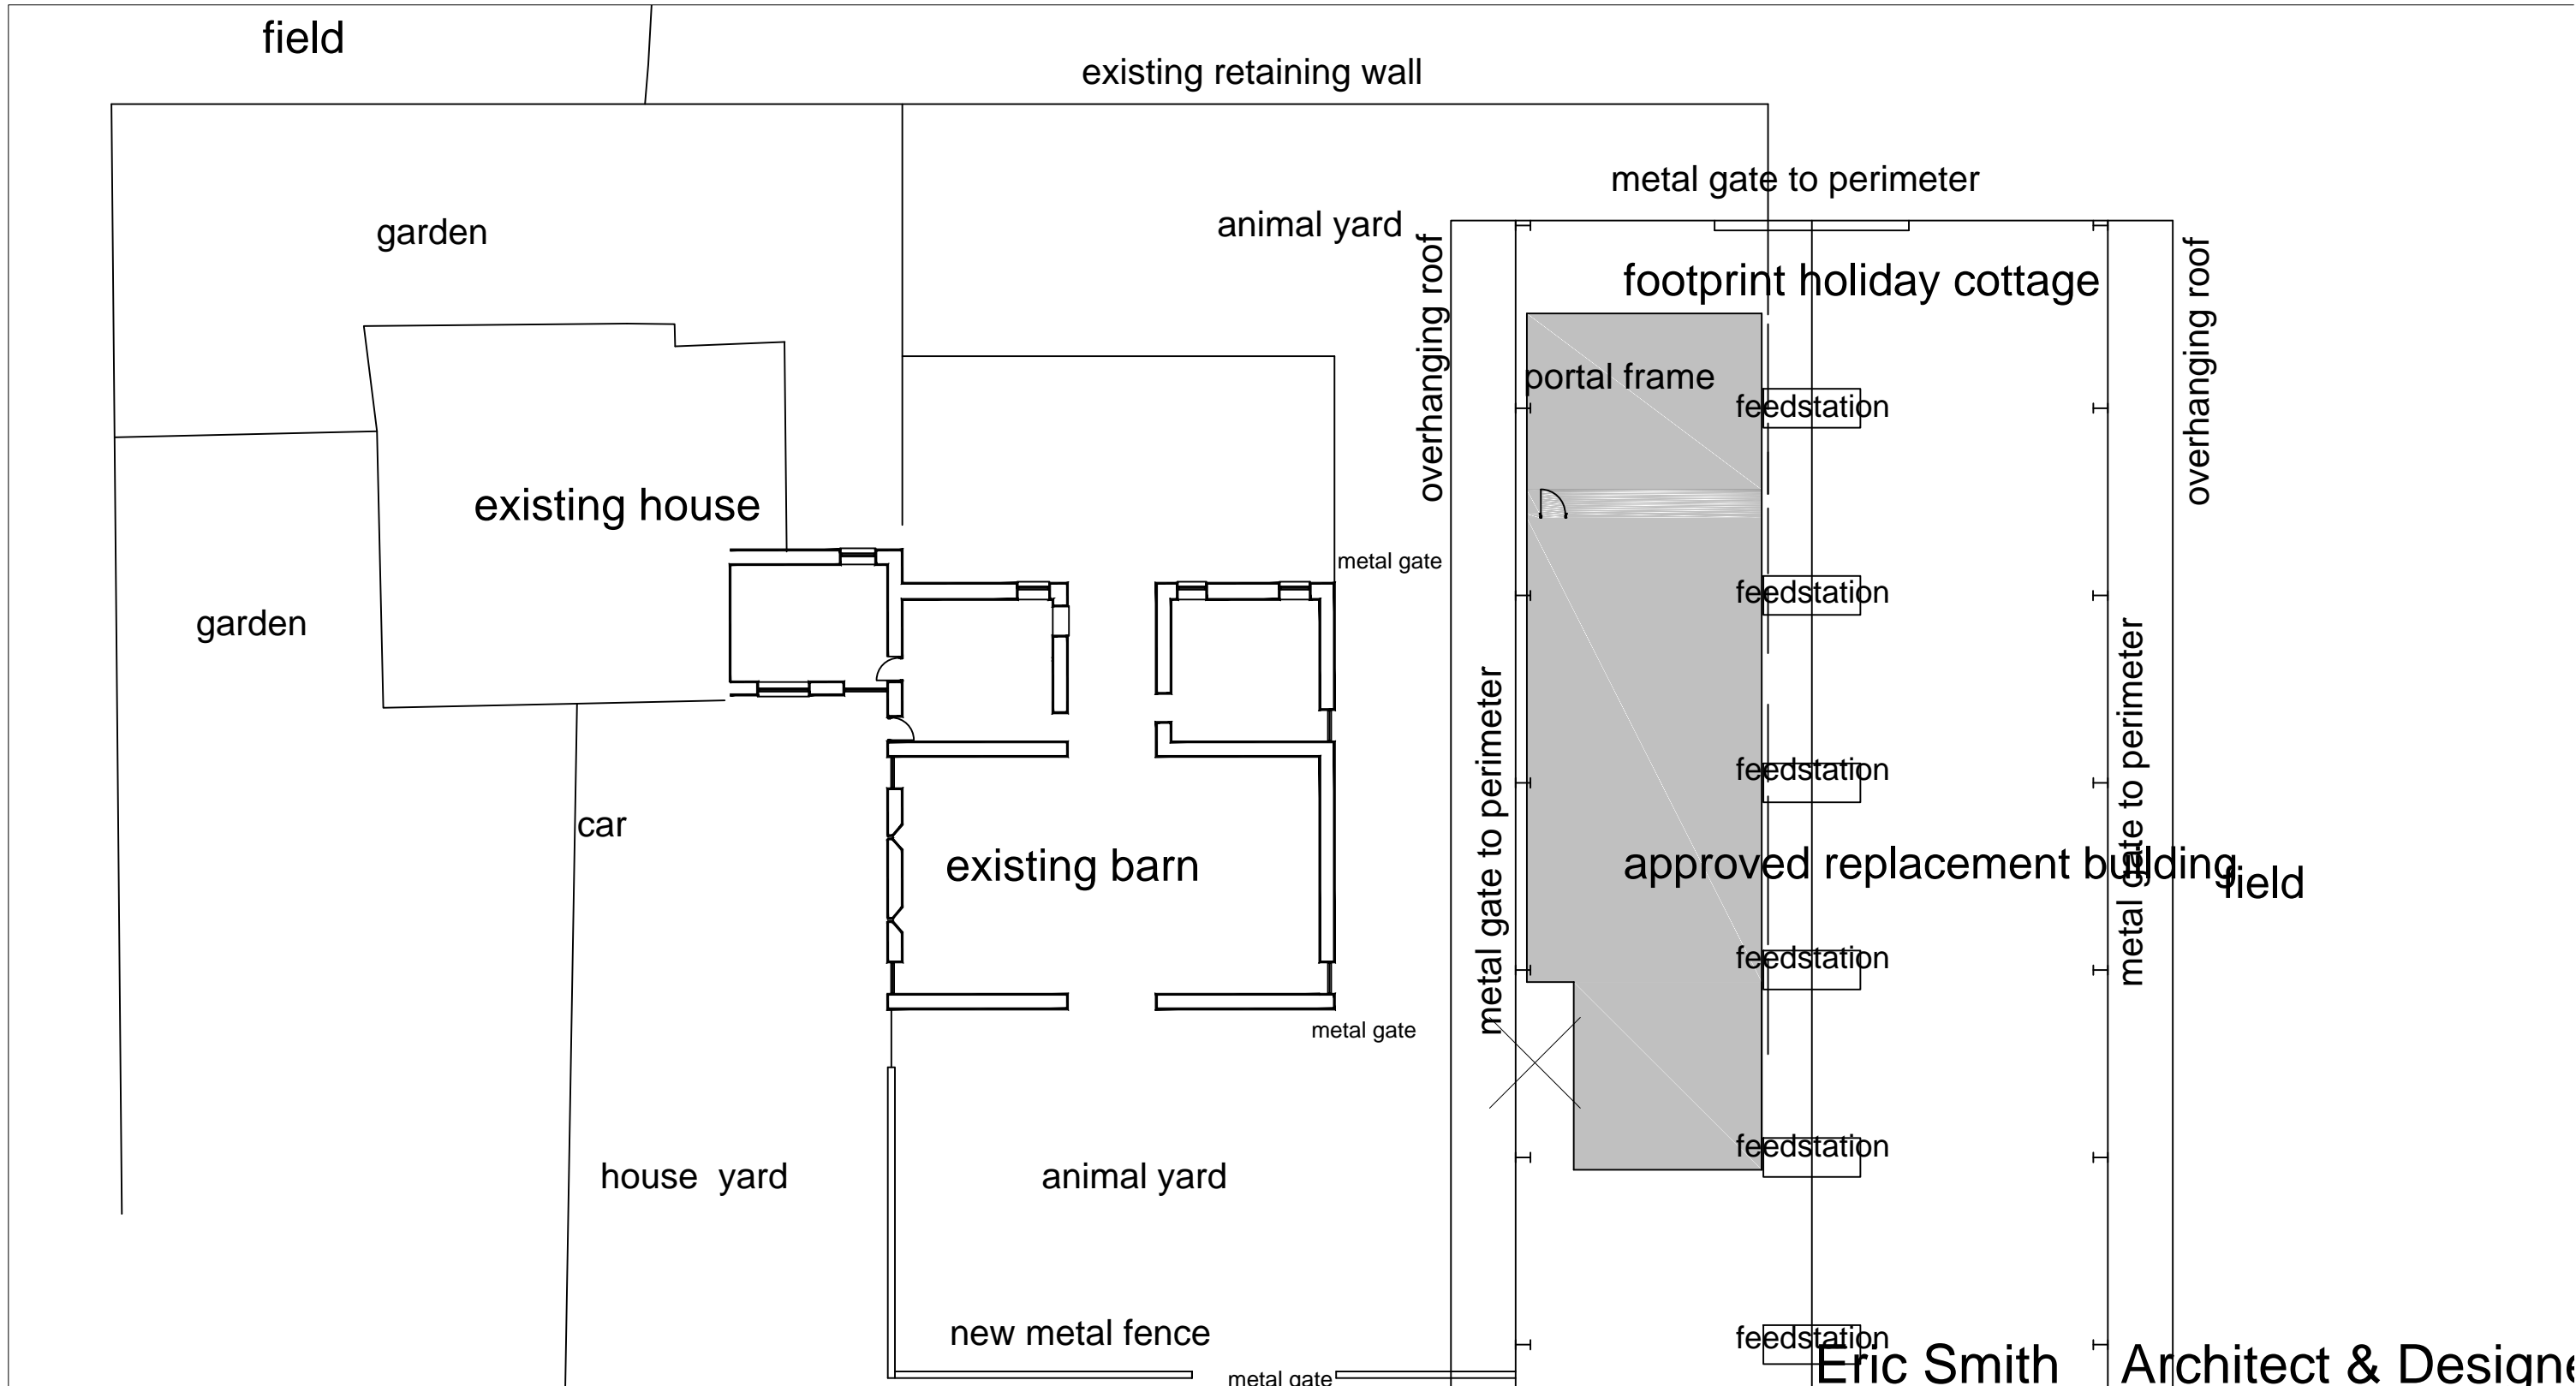 field
existing retaining wall
metal gate to perimeter
garden
animal yard
overhanging roof
footprint holiday cottage
overhanging roof
portal frame
feedstation
existing house
metal gate
feedstation
garden
metal gate to perimeter
metal gate to perimeter
feedstation
car
existing barn
approved replacement building
field
feedstation
metal gate
feedstation
house yard
animal yard
new metal fence
feedstation
metal gate
Eric Smith Architect & Designe